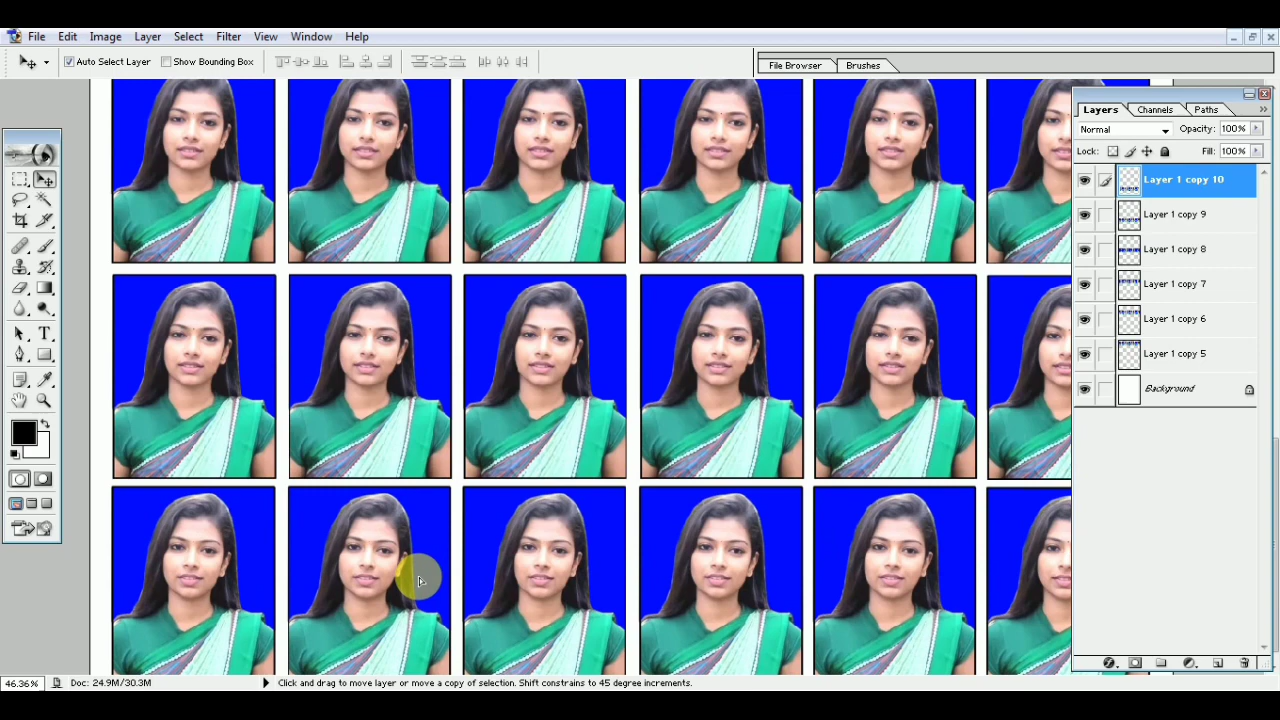 File Edit Image Layer Select Filter View Window Help
Auto Select Layer Show Bounding Box
File Browser Brushes
Layers Channels Paths
Normal Opacity: 100%
Lock: Fill: 100%
Layer 1 copy 10
Layer 1 copy 9
Layer 1 copy 8
Layer 1 copy 7
Layer 1 copy 6
Layer 1 copy 5
Background
T
46.36% Doc: 24.9M/30.3M Click and drag to move layer or move a copy of selection. Shift constrains to 45 degree increments.